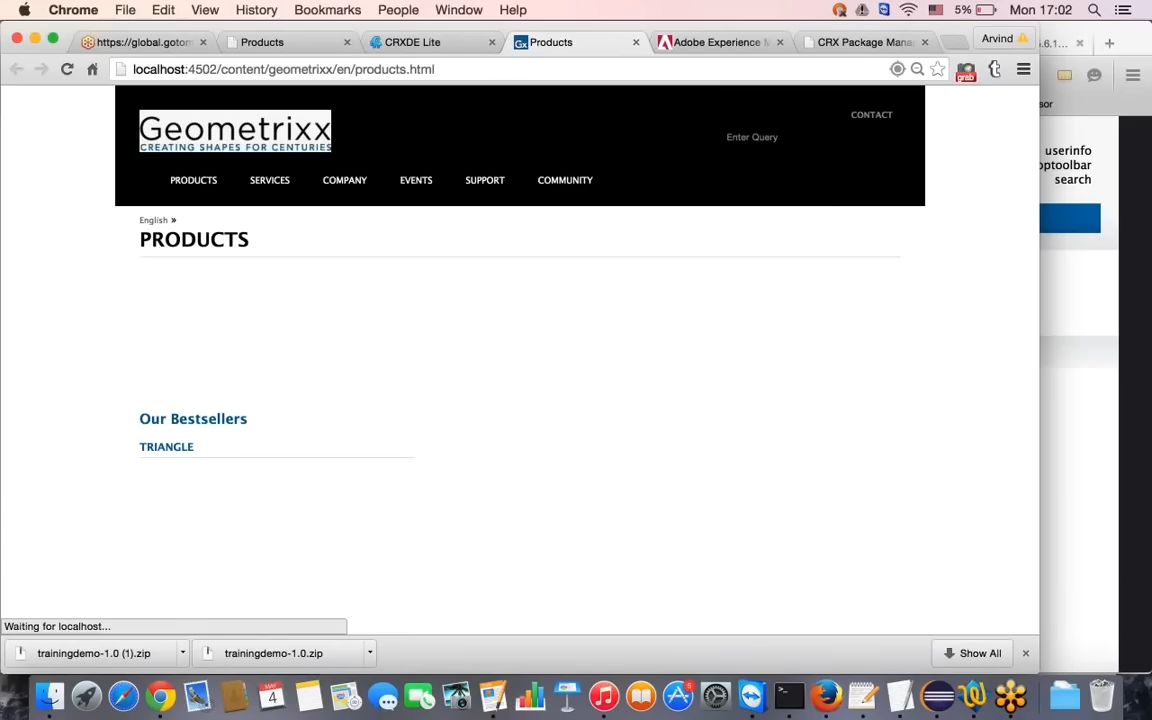 Chrome File Edit View History Bookmarks People Window Help 5% Mon 17:02
https://global.gotom Products CRXDE Lite Products Adobe Experience M CRX Package Mana Arvind .6.1...
localhost:4502/content/geometrixx/en/products.html grab
sor
Geometrixx
CREATING SHAPES FOR CENTURIES
CONTACT
Enter Query
userinfo
optoolbar
search
PRODUCTS SERVICES COMPANY EVENTS SUPPORT COMMUNITY
English »
PRODUCTS
Our Bestsellers
TRIANGLE
Waiting for localhost...
trainingdemo-1.0 (1).zip trainingdemo-1.0.zip Show All